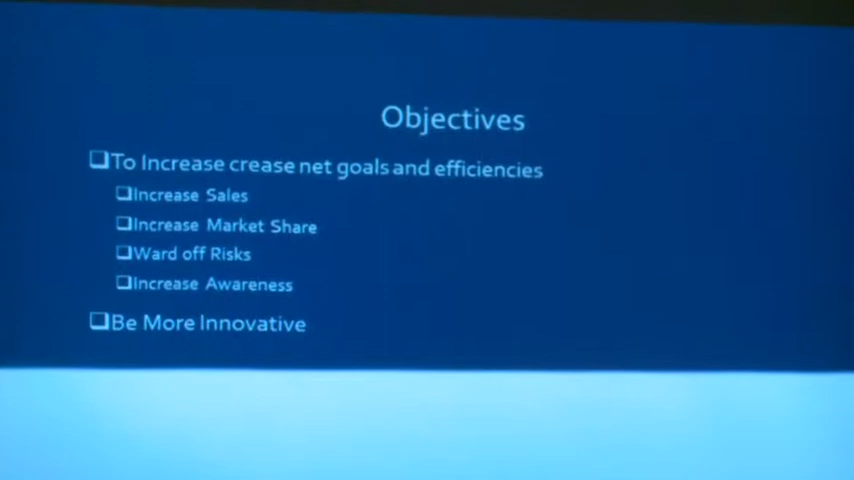 Objectives
❑To Increase crease net goals and efficiencies
❑Increase Sales
❑Increase Market Share
❑Ward off Risks
❑Increase Awareness
❑Be More Innovative